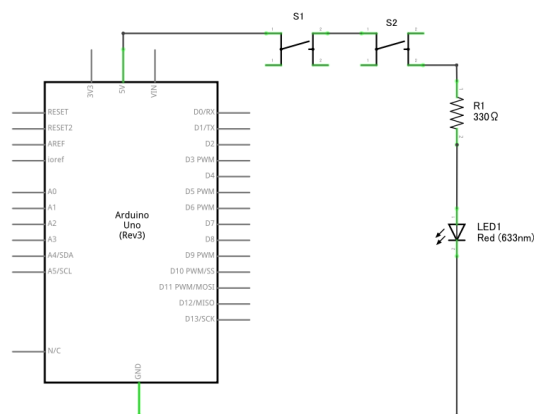 S1
S2
3V3
5V
VIN
RESET
RESET2
AREF
ioref
A0
A1
A2
A3
A4/SDA
A5/SCL
N/C
D0/RX
D1/TX
D2
D3 PWM
D4
D5 PWM
D6 PWM
D7
D8
D9 PWM
D10 PWM/SS
D11 PWM/MOSI
D12/MISO
D13/SCK
Arduino
Uno
(Rev3)
GND
R1
330Ω
LED1
Red (633nm)